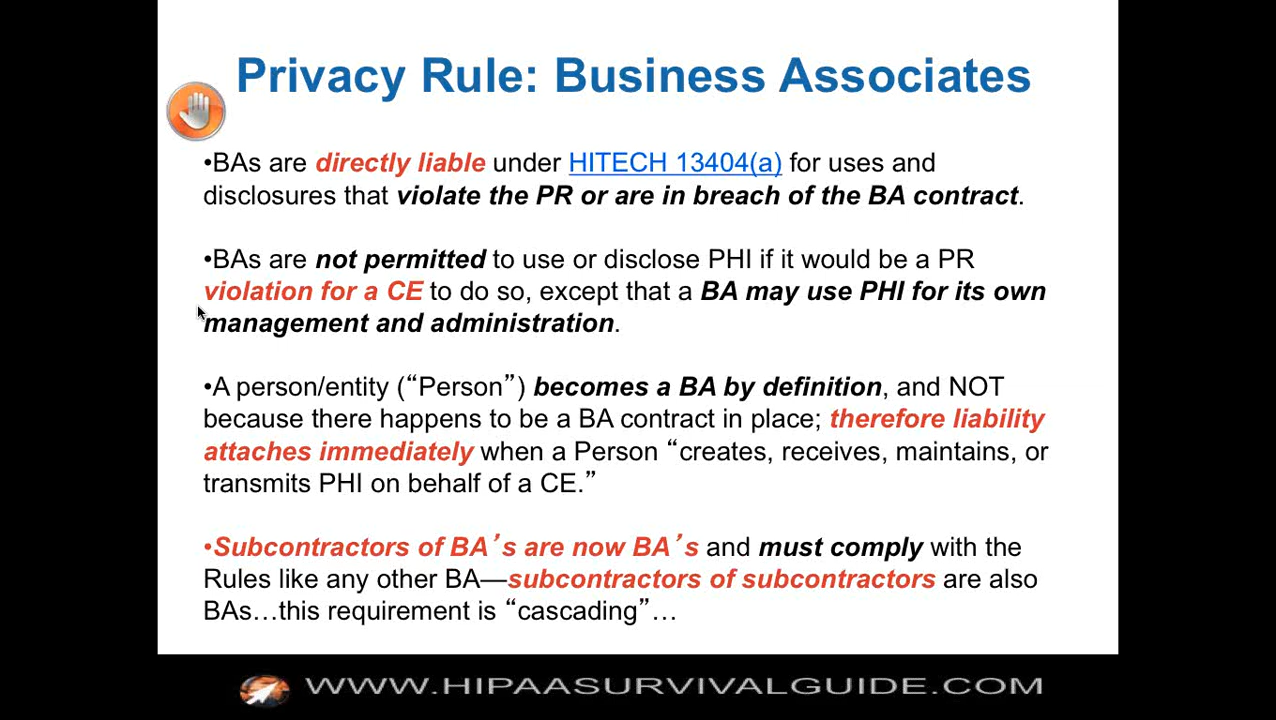 Privacy Rule: Business Associates
•BAs are directly liable under HITECH 13404(a) for uses and
disclosures that violate the PR or are in breach of the BA contract.
•BAs are not permitted to use or disclose PHI if it would be a PR
violation for a CE to do so, except that a BA may use PHI for its own
management and administration.
•A person/entity (“Person”) becomes a BA by definition, and NOT
because there happens to be a BA contract in place; therefore liability
attaches immediately when a Person “creates, receives, maintains, or
transmits PHI on behalf of a CE.”
•Subcontractors of BA’s are now BA’s and must comply with the
Rules like any other BA—subcontractors of subcontractors are also
BAs…this requirement is “cascading”…
WWW.HIPAASURVIVALGUIDE.COM